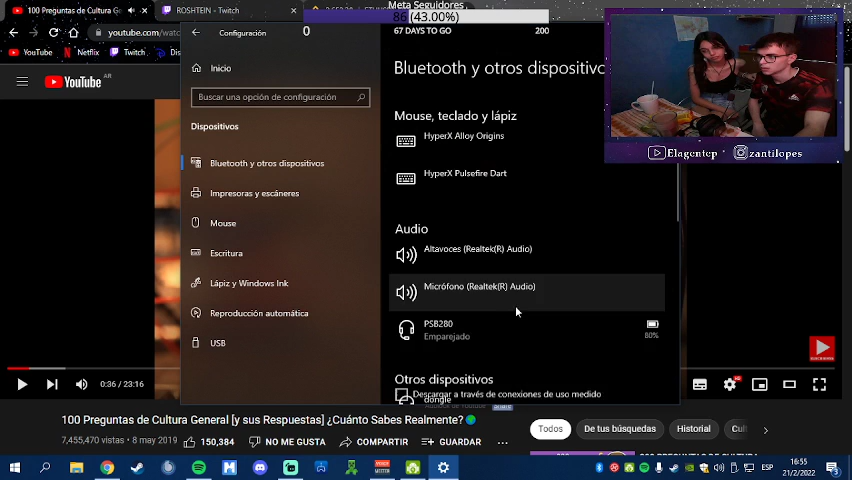 100 Preguntas de Cultura Ge
ROSHTEIN - Twitch
Meta Seguidores
86 (43.00%)
0
67 DAYS TO GO
200
youtube.com/watc
YouTube
Netflix
Twitch
YouTube AR
Configuración
Inicio
Buscar una opción de configuración
Dispositivos
Bluetooth y otros dispositivos
Impresoras y escáneres
Mouse
Escritura
Lápiz y Windows Ink
Reproducción automática
USB
Bluetooth y otros dispositivo
Mouse, teclado y lápiz
HyperX Alloy Origins
HyperX Pulsefire Dart
Audio
Altavoces (Realtek(R) Audio)
Micrófono (Realtek(R) Audio)
PSB280
Emparejado
80%
Otros dispositivos
Descargar a través de conexiones de uso medido
dongle
Elagentep
zantilopes
0:36 / 23:16
100 Preguntas de Cultura General [y sus Respuestas] ¿Cuánto Sabes Realmente?
7,455,470 vistas · 8 may 2019
150,384
NO ME GUSTA
COMPARTIR
GUARDAR
Todos
De tus búsquedas
Historial
Cul
ESP
16:55
21/2/2022